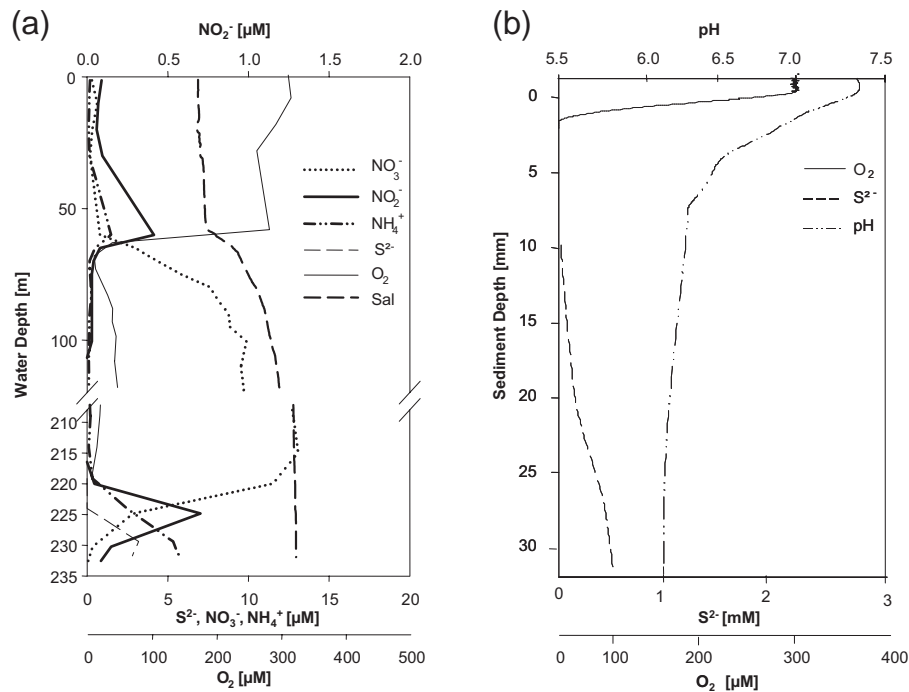 (a)
NO₂⁻ [µM]
0.0 0.5 1.0 1.5 2.0
0
50
100
210
215
220
225
230
235
Water Depth [m]
NO₃⁻
NO₂⁻
NH₄⁺
S²⁻
O₂
Sal
0 5 10 15 20
S²⁻, NO₃⁻, NH₄⁺ [µM]
0 100 200 300 400 500
O₂ [µM]
(b)
pH
5.5 6.0 6.5 7.0 7.5
0
5
10
15
20
25
30
Sediment Depth [mm]
O₂
S²⁻
pH
0 1 2 3
S²⁻ [mM]
0 100 200 300 400
O₂ [µM]